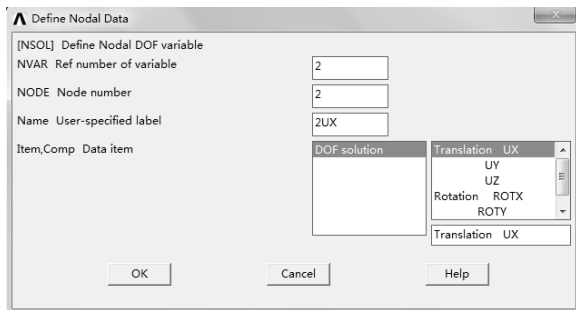 Define Nodal Data
[NSOL] Define Nodal DOF variable
NVAR Ref number of variable 2
NODE Node number 2
Name User-specified label 2UX
Item,Comp Data item DOF solution Translation UX
UY
UZ
Rotation ROTX
ROTY
Translation UX
OK Cancel Help